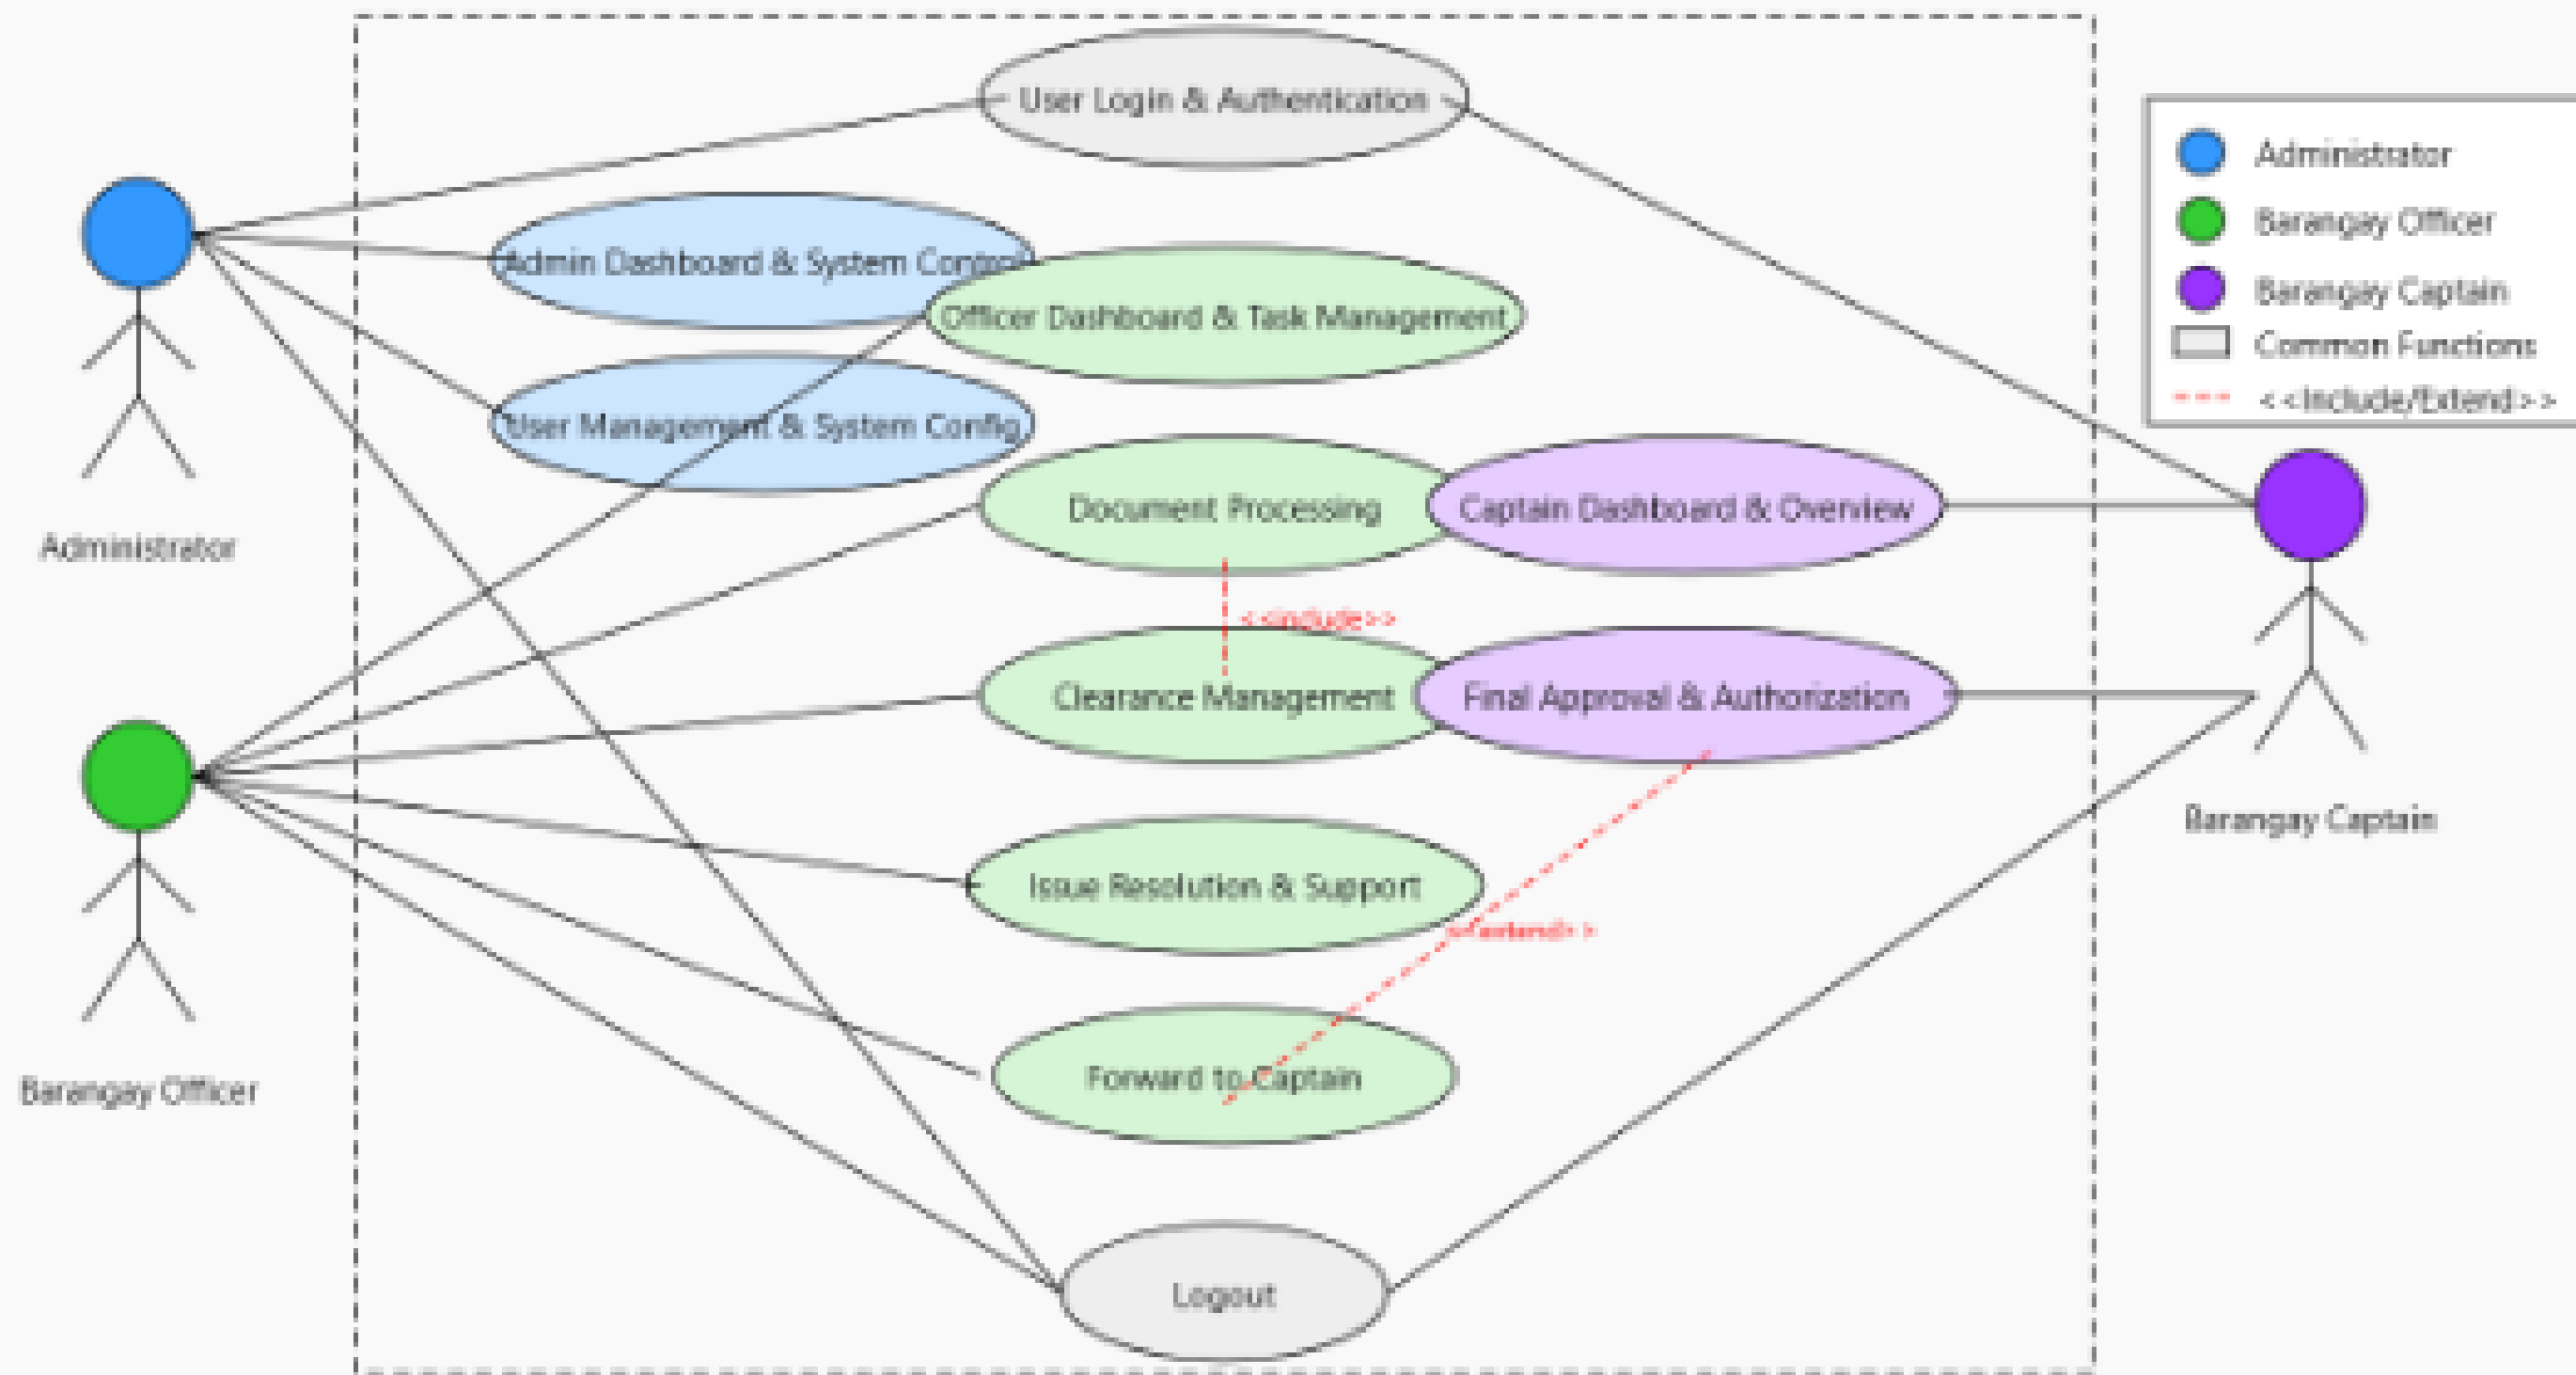 User Login & Authentication
Administrator
Barangay Officer
Admin Dashboard & System Control
Barangay Captain
Officer Dashboard & Task Management
Common Functions
<<Include/Extend>>
User Management & System Config
Document Processing
Captain Dashboard & Overview
Administrator
<<include>>
Clearance Management
Final Approval & Authorization
Barangay Captain
Issue Resolution & Support
<<extend>>
Forward to Captain
Barangay Officer
Logout